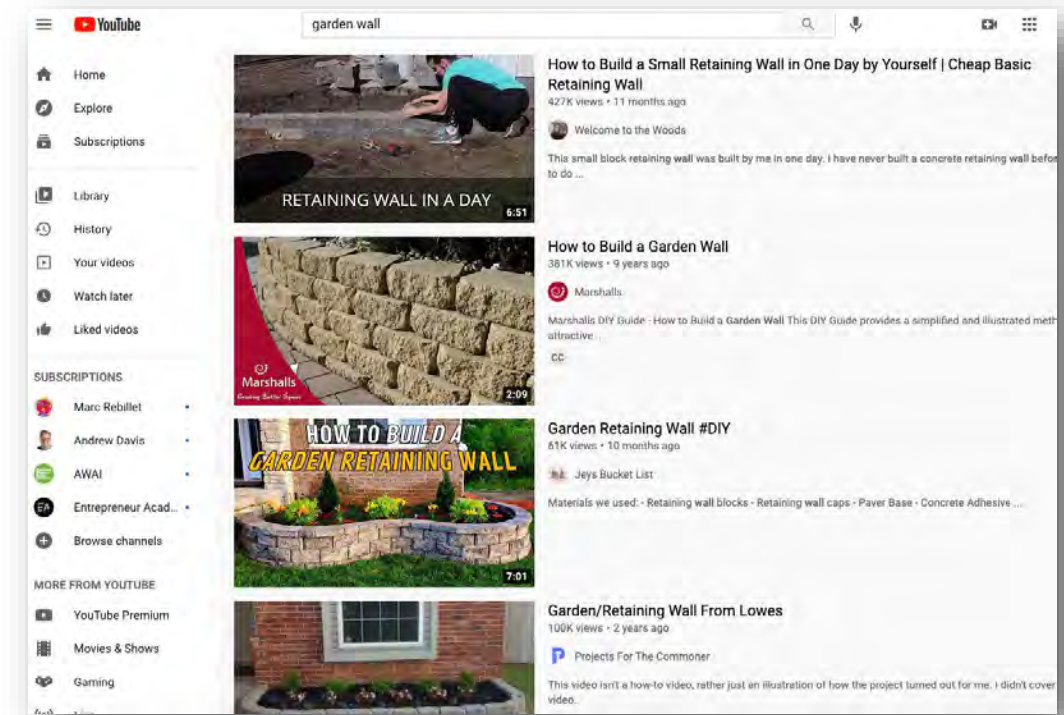 YouTube
garden wall
Home
Explore
Subscriptions
Library
History
Your videos
Watch later
Liked videos
SUBSCRIPTIONS
Marc Rebillet
Andrew Davis
AWAI
EA
Entrepreneur Acad...
Browse channels
MORE FROM YOUTUBE
YouTube Premium
Movies & Shows
Gaming
RETAINING WALL IN A DAY
6:51
How to Build a Small Retaining Wall in One Day by Yourself | Cheap Basic
Retaining Wall
427K views • 11 months ago
Welcome to the Woods
This small block retaining wall was built by me in one day. I have never built a concrete retaining wall befor
to do ...
Marshalls
Creating Better Spaces
2:09
How to Build a Garden Wall
381K views • 9 years ago
Marshalls
Marshalls DIY Guide - How to Build a Garden Wall This DIY Guide provides a simplified and illustrated meth
attractive ...
CC
HOW TO BUILD A
GARDEN RETAINING WALL
7:01
Garden Retaining Wall #DIY
61K views • 10 months ago
Jeys Bucket List
Materials we used: - Retaining wall blocks - Retaining wall caps - Paver Base - Concrete Adhesive ...
Garden/Retaining Wall From Lowes
100K views • 2 years ago
Projects For The Commoner
This video isn't a how-to video, rather just an illustration of how the project turned out for me. I didn't cover
video.